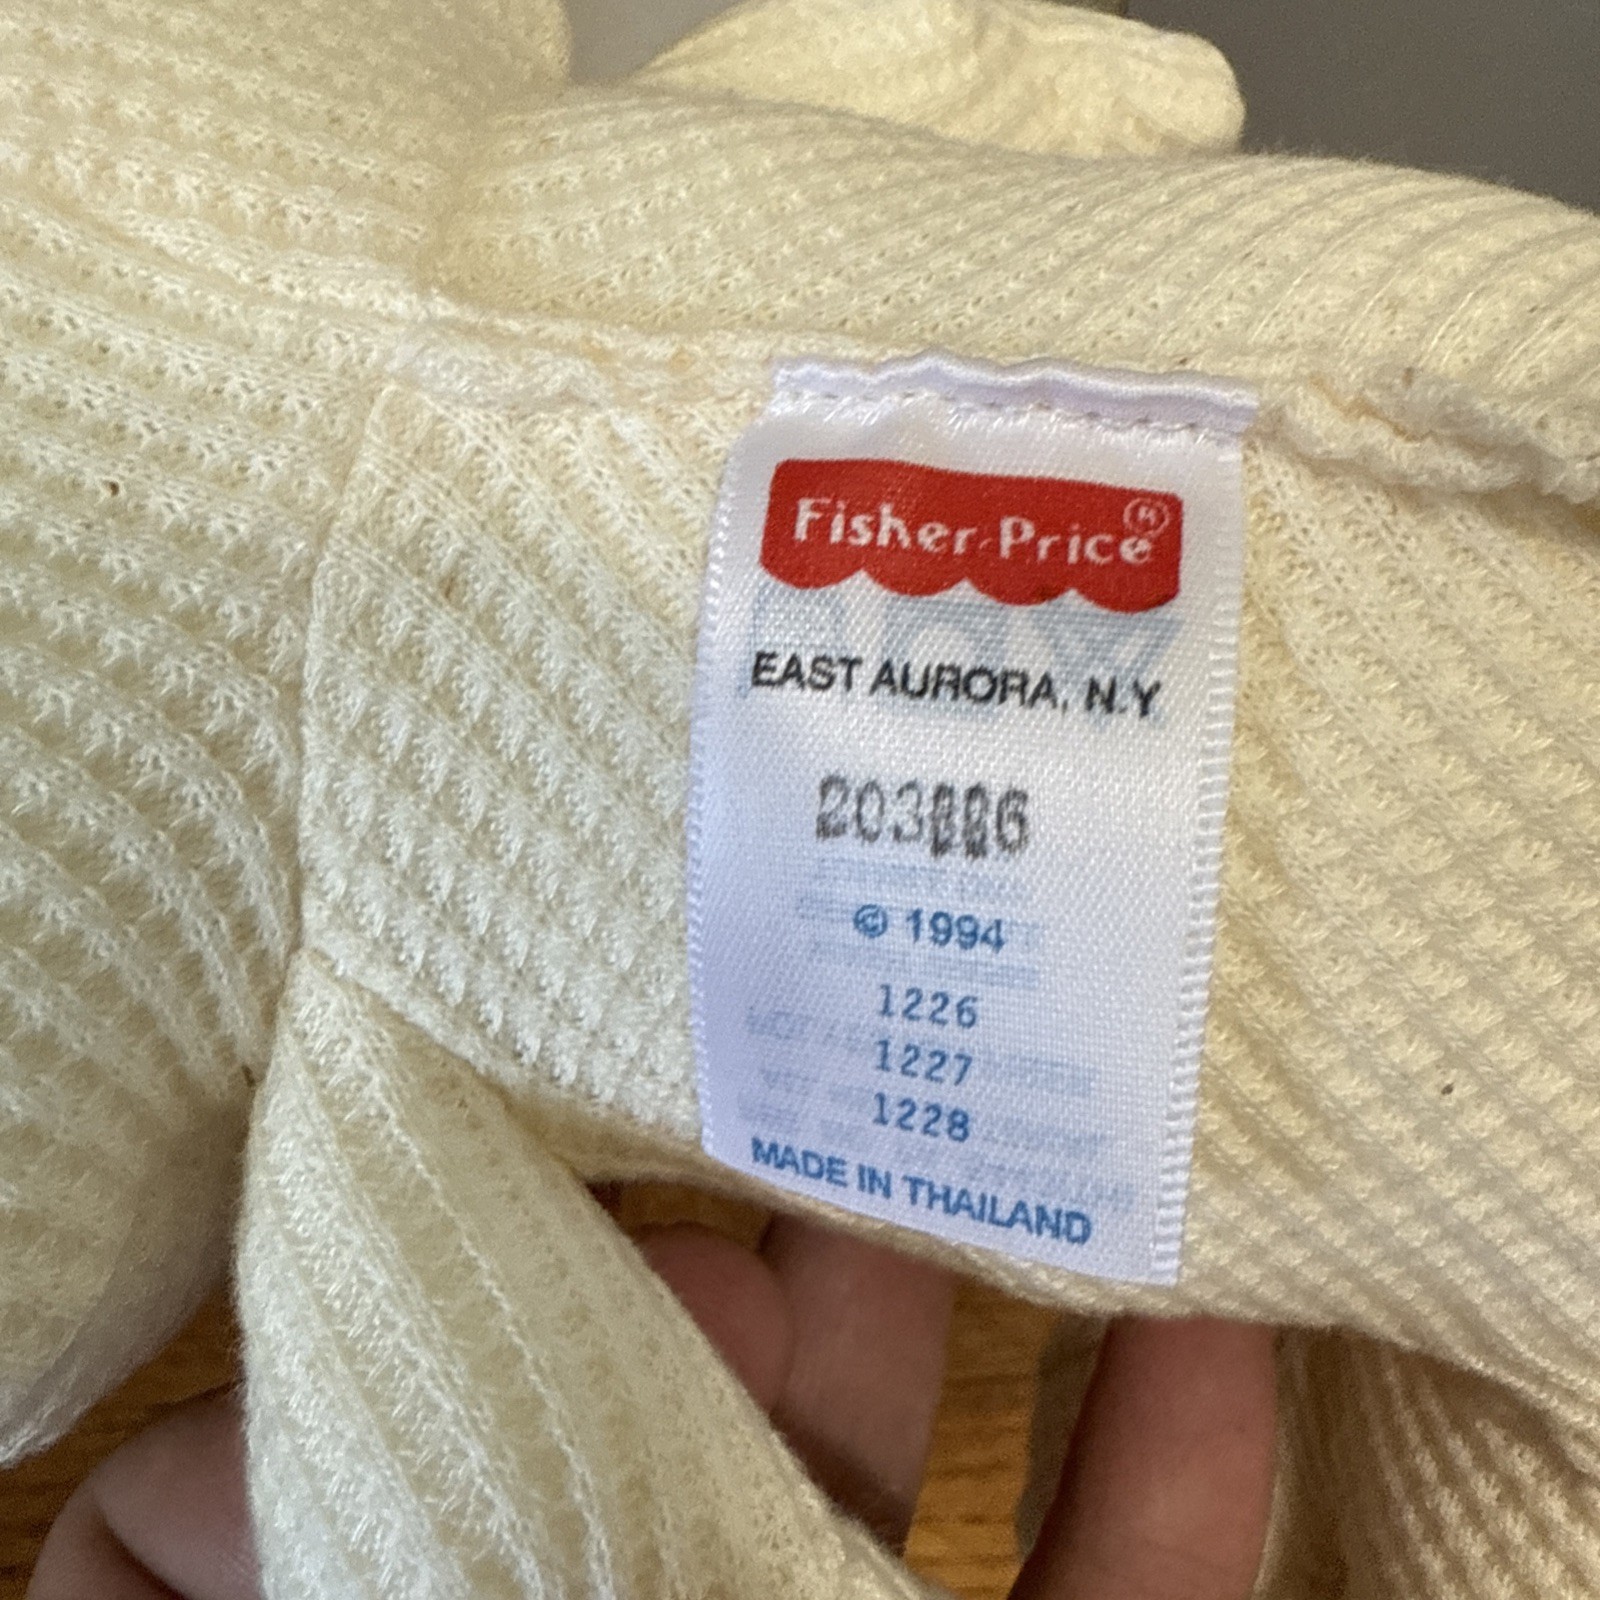 Fisher-Price®
EAST AURORA, N.Y
© 1994
1226
1227
1228
MADE IN THAILAND